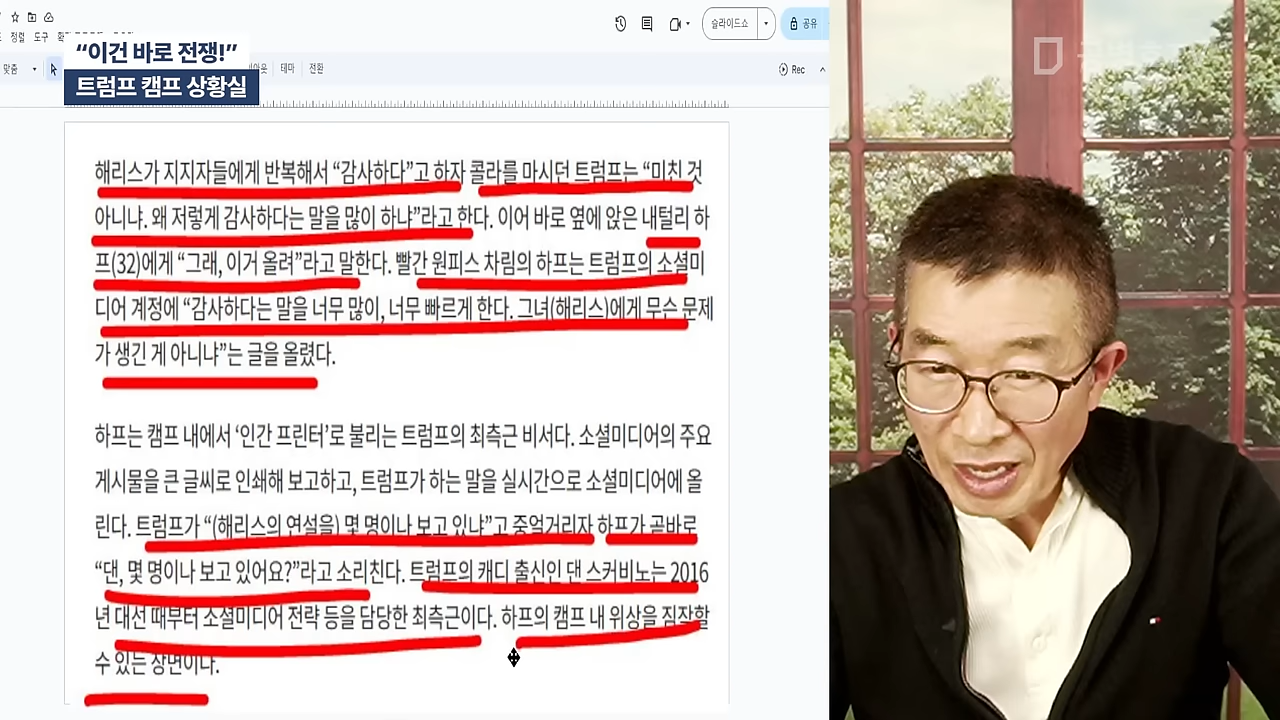 정렬 도구
슬라이드쇼
공유
맞춤
테마
전환
Rec
“이건 바로 전쟁!”
트럼프 캠프 상황실
해리스가 지지자들에게 반복해서 “감사하다”고 하자 콜라를 마시던 트럼프는 “미친 것
아니냐. 왜 저렇게 감사하다는 말을 많이 하냐”라고 한다. 이어 바로 옆에 앉은 내털리 하
프(32)에게 “그래, 이거 올려”라고 말한다. 빨간 원피스 차림의 하프는 트럼프의 소셜미
디어 계정에 “감사하다는 말을 너무 많이, 너무 빠르게 한다. 그녀(해리스)에게 무슨 문제
가 생긴 게 아니냐”는 글을 올렸다.
하프는 캠프 내에서 ‘인간 프린터’로 불리는 트럼프의 최측근 비서다. 소셜미디어의 주요
게시물을 큰 글씨로 인쇄해 보고하고, 트럼프가 하는 말을 실시간으로 소셜미디어에 올
린다. 트럼프가 “(해리스의 연설을) 몇 명이나 보고 있냐”고 중얼거리자 하프가 곧바로
“댄, 몇 명이나 보고 있어요?”라고 소리친다. 트럼프의 캐디 출신인 댄 스커비노는 2016
년 대선 때부터 소셜미디어 전략 등을 담당한 최측근이다. 하프의 캠프 내 위상을 짐작할
수 있는 장면이다.